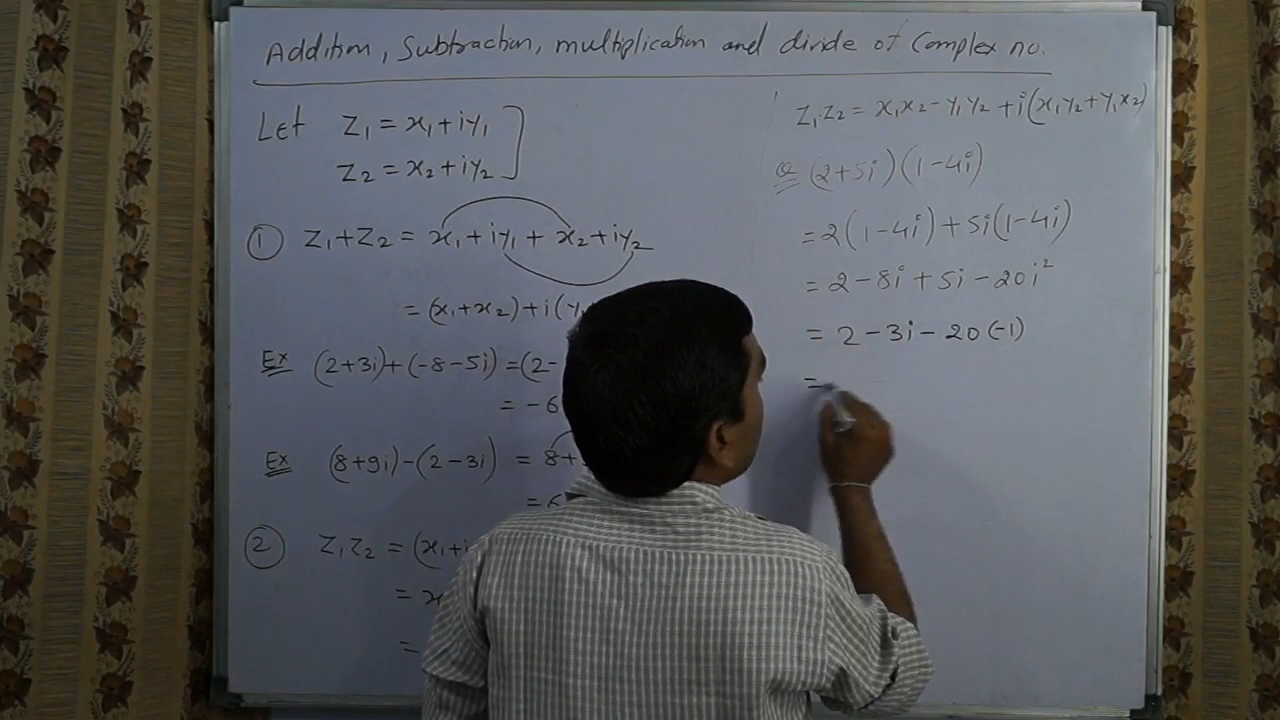 Addition, Subtraction, multiplication and divide of Complex no.
Let z₁ = x₁+iy₁
z₂ = x₂+iy₂
① z₁+z₂ = x₁+iy₁ + x₂+iy₂
= (x₁+x₂)+i(y₁
Ex (2+3i)+(-8-5i) = (2-
= -6
Ex (8+9i)-(2-3i) = 8+
= 6
② z₁z₂ = (x₁+i
= x
=
z₁.z₂ = x₁x₂-y₁y₂ +i(x₁y₂+y₁x₂)
Q (2+5i)(1-4i)
= 2(1-4i)+5i(1-4i)
= 2-8i+5i-20i²
= 2-3i-20(-1)
=